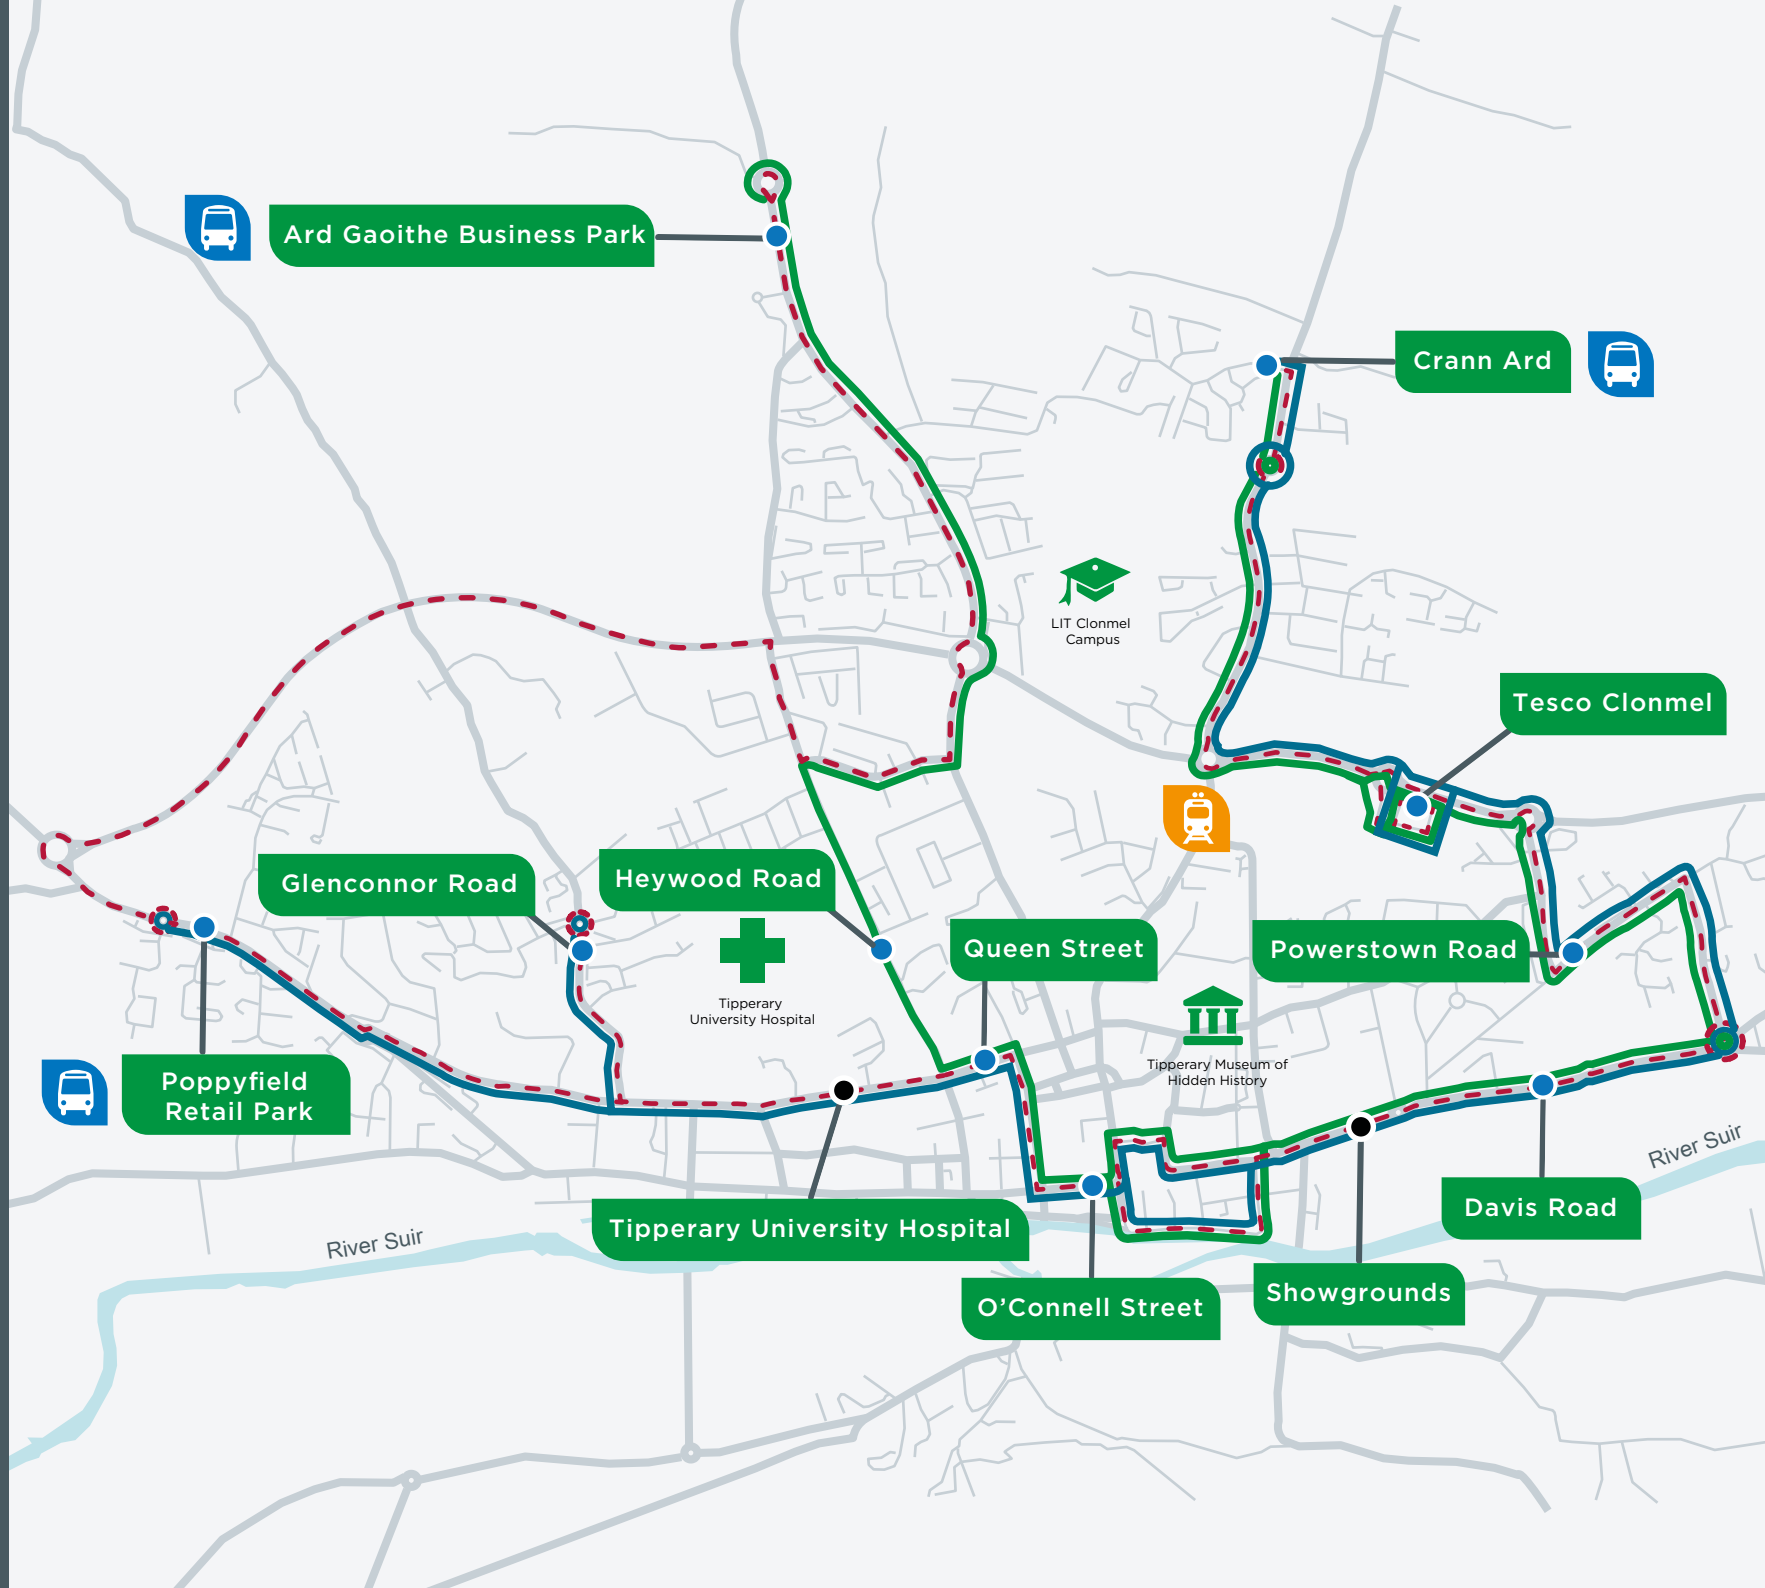 Ard Gaoithe Business Park
Crann Ard
LIT Clonmel
Campus
Tesco Clonmel
Glenconnor Road
Heywood Road
Queen Street
Powerstown Road
Tipperary
University Hospital
Tipperary Museum of
Hidden History
Poppyfield
Retail Park
River Suir
Davis Road
Tipperary University Hospital
River Suir
O’Connell Street
Showgrounds